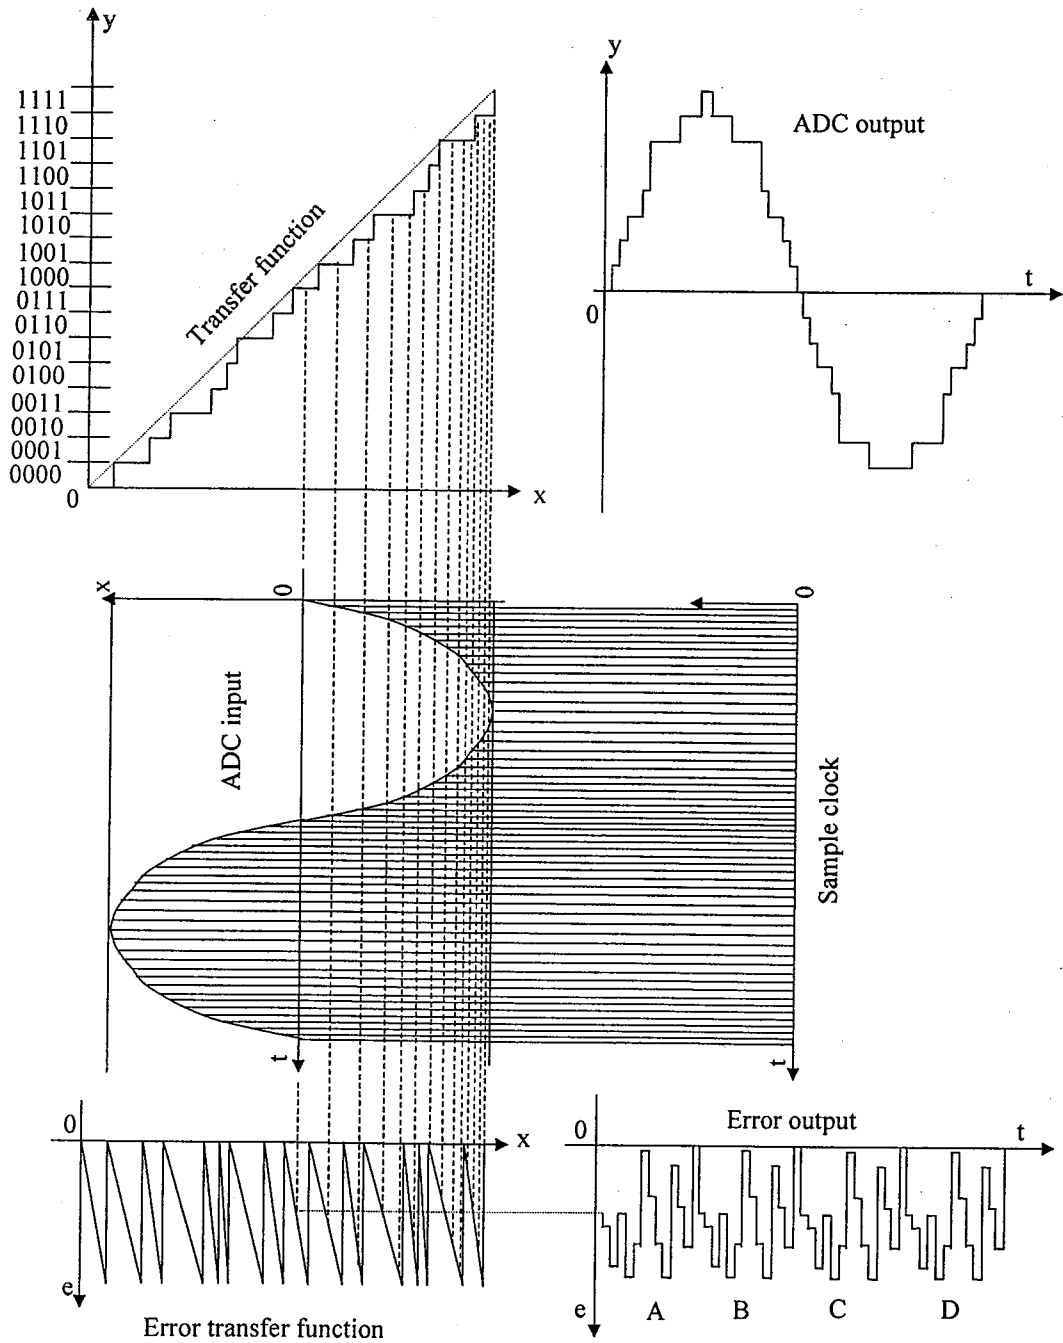 y
1111
1110
1101
1100
1011
1010
1001
1000
0111
0110
0101
0100
0011
0010
0001
0000
0
x
Transfer function
y
ADC output
0
t
x
0
ADC input
t
0
Sample clock
t
0
x
e
Error transfer function
0
Error output
t
e
A B C D